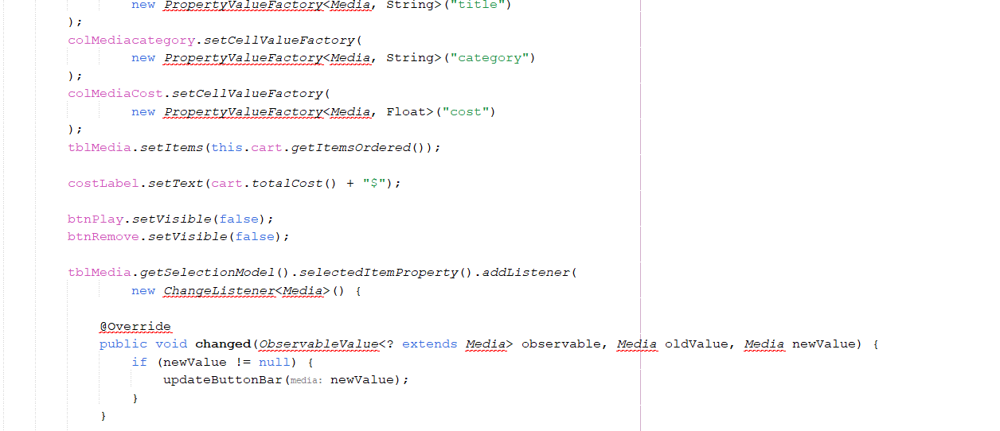 new PropertyValueFactory<Media, String>("title")
);
colMediacategory.setCellValueFactory(
new PropertyValueFactory<Media, String>("category")
);
colMediaCost.setCellValueFactory(
new PropertyValueFactory<Media, Float>("cost")
);
tblMedia.setItems(this.cart.getItemsOrdered());
costLabel.setText(cart.totalCost() + "$");
btnPlay.setVisible(false);
btnRemove.setVisible(false);
tblMedia.getSelectionModel().selectedItemProperty().addListener(
new ChangeListener<Media>() {
@Override
public void changed(ObservableValue<? extends Media> observable, Media oldValue, Media newValue) {
if (newValue != null) {
updateButtonBar(media: newValue);
}
}